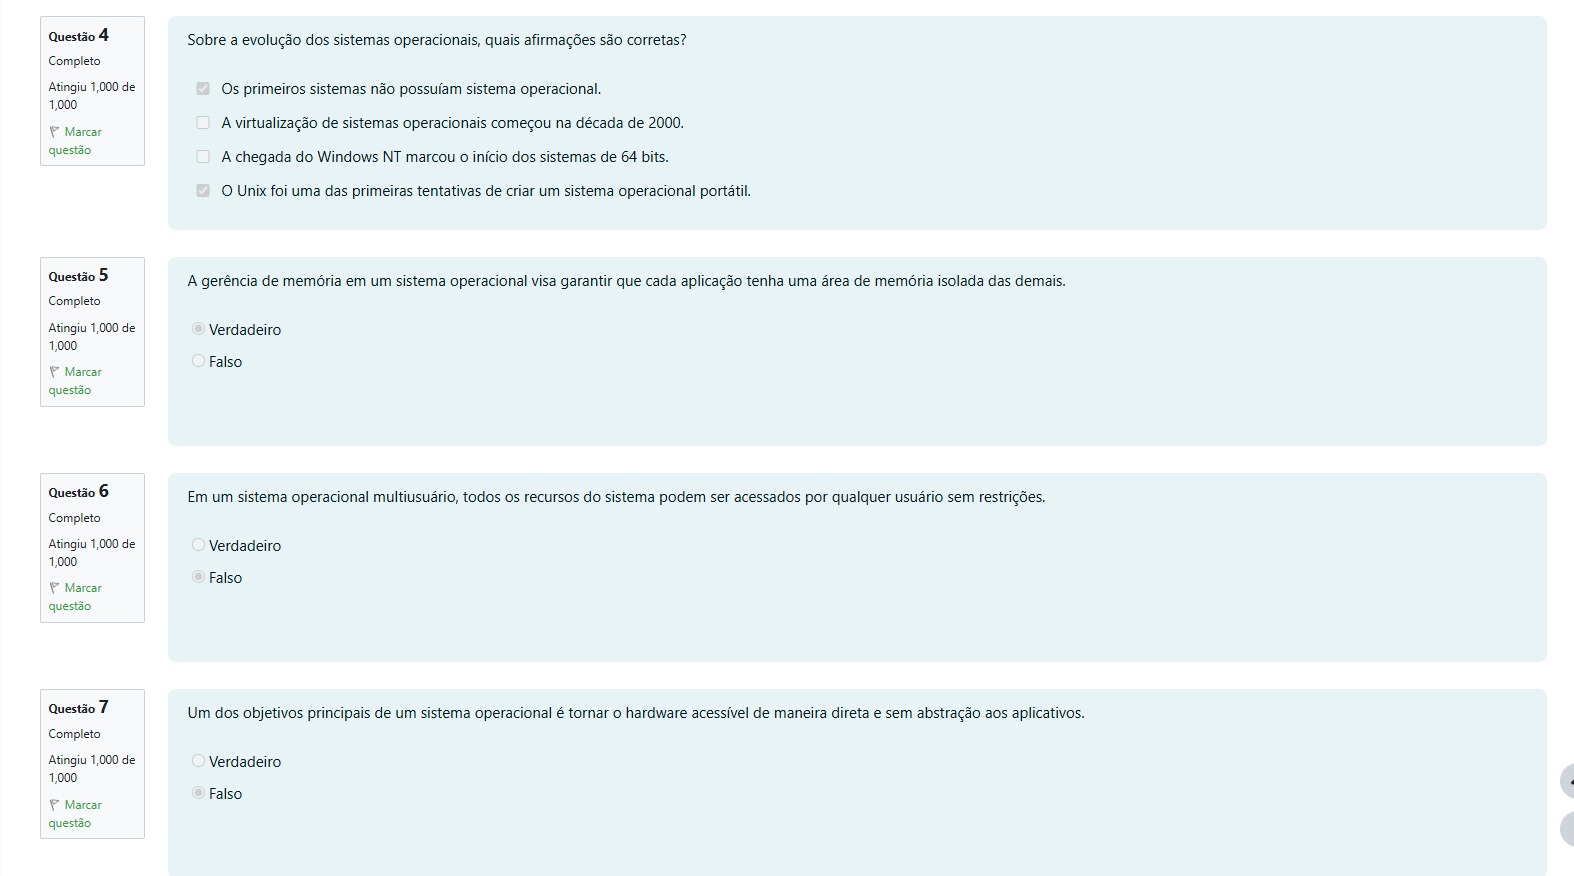 Questão 4
Completo
Atingiu 1,000 de
1,000
Marcar
questão
Sobre a evolução dos sistemas operacionais, quais afirmações são corretas?
Os primeiros sistemas não possuíam sistema operacional.
A virtualização de sistemas operacionais começou na década de 2000.
A chegada do Windows NT marcou o início dos sistemas de 64 bits.
O Unix foi uma das primeiras tentativas de criar um sistema operacional portátil.
Questão 5
Completo
Atingiu 1,000 de
1,000
Marcar
questão
A gerência de memória em um sistema operacional visa garantir que cada aplicação tenha uma área de memória isolada das demais.
Verdadeiro
Falso
Questão 6
Completo
Atingiu 1,000 de
1,000
Marcar
questão
Em um sistema operacional multiusuário, todos os recursos do sistema podem ser acessados por qualquer usuário sem restrições.
Verdadeiro
Falso
Questão 7
Completo
Atingiu 1,000 de
1,000
Marcar
questão
Um dos objetivos principais de um sistema operacional é tornar o hardware acessível de maneira direta e sem abstração aos aplicativos.
Verdadeiro
Falso